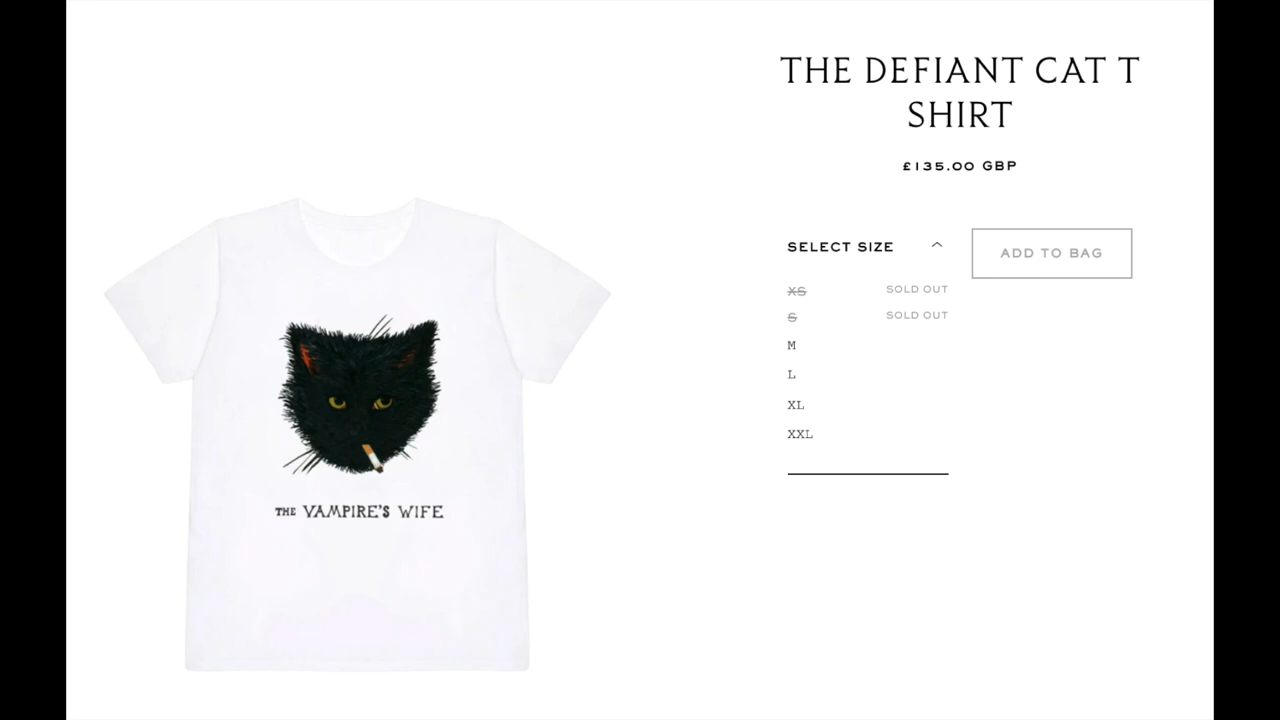 THE DEFIANT CAT T
SHIRT
£135.00 GBP
SELECT SIZE
ADD TO BAG
XS SOLD OUT
S SOLD OUT
M
L
XL
XXL
THE VAMPIRE'S WIFE